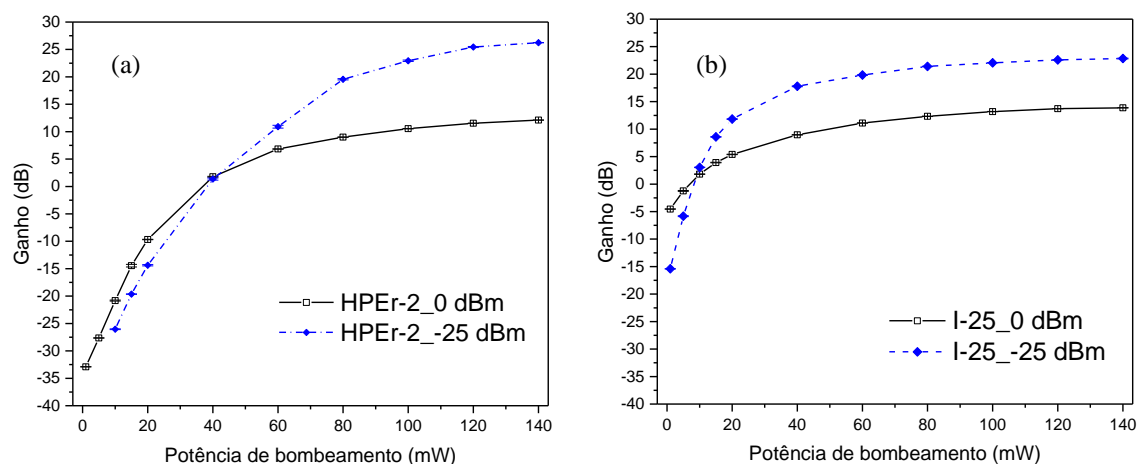 (a)
Ganho (dB)
30
25
20
15
10
5
0
-5
-10
-15
-20
-25
-30
-35
-40
HPEr-2_0 dBm
HPEr-2_-25 dBm
0 20 40 60 80 100 120 140
Potência de bombeamento (mW)
(b)
Ganho (dB)
30
25
20
15
10
5
0
-5
-10
-15
-20
-25
-30
-35
-40
I-25_0 dBm
I-25_-25 dBm
0 20 40 60 80 100 120 140
Potência de bombeamento (mW)